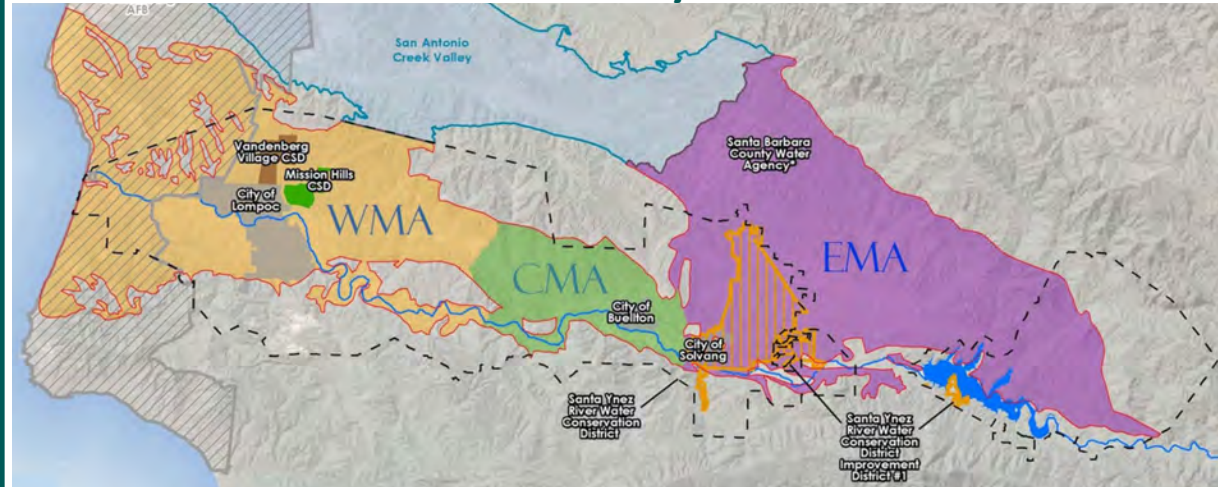 AFB
San Antonio
Creek Valley
Vandenberg
Village CSD
Mission Hills
CSD
City of
Lompoc
WMA
Santa Barbara
County Water
Agency*
EMA
CMA
City of
Buellton
City of
Solvang
Santa Ynez
River Water
Conservation
District
Santa Ynez
River Water
Conservation
District
Improvement
District #1